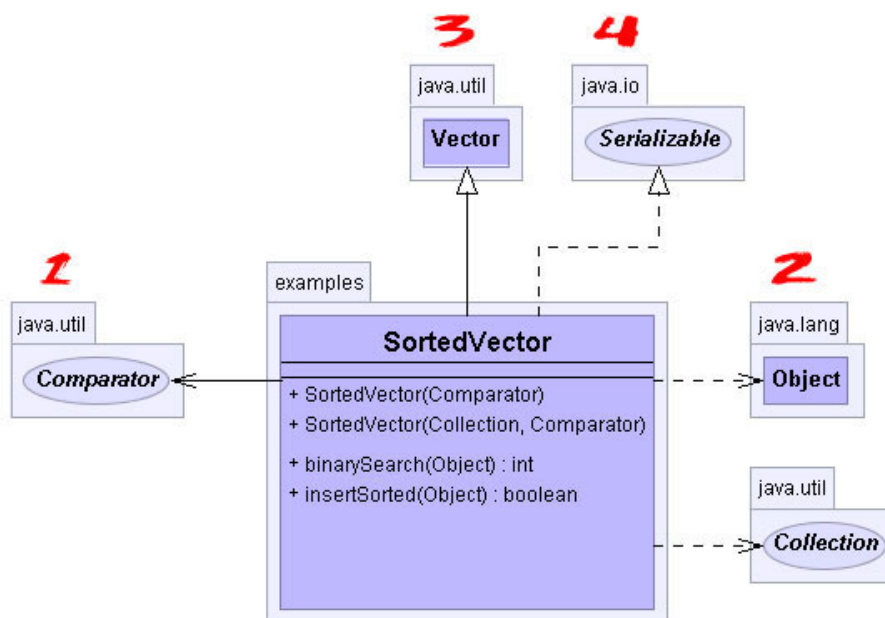 3
4
java.util
java.io
Vector
Serializable
1
2
examples
java.util
java.lang
SortedVector
Comparator
Object
+ SortedVector(Comparator)
+ SortedVector(Collection, Comparator)
+ binarySearch(Object) : int
+ insertSorted(Object) : boolean
java.util
Collection